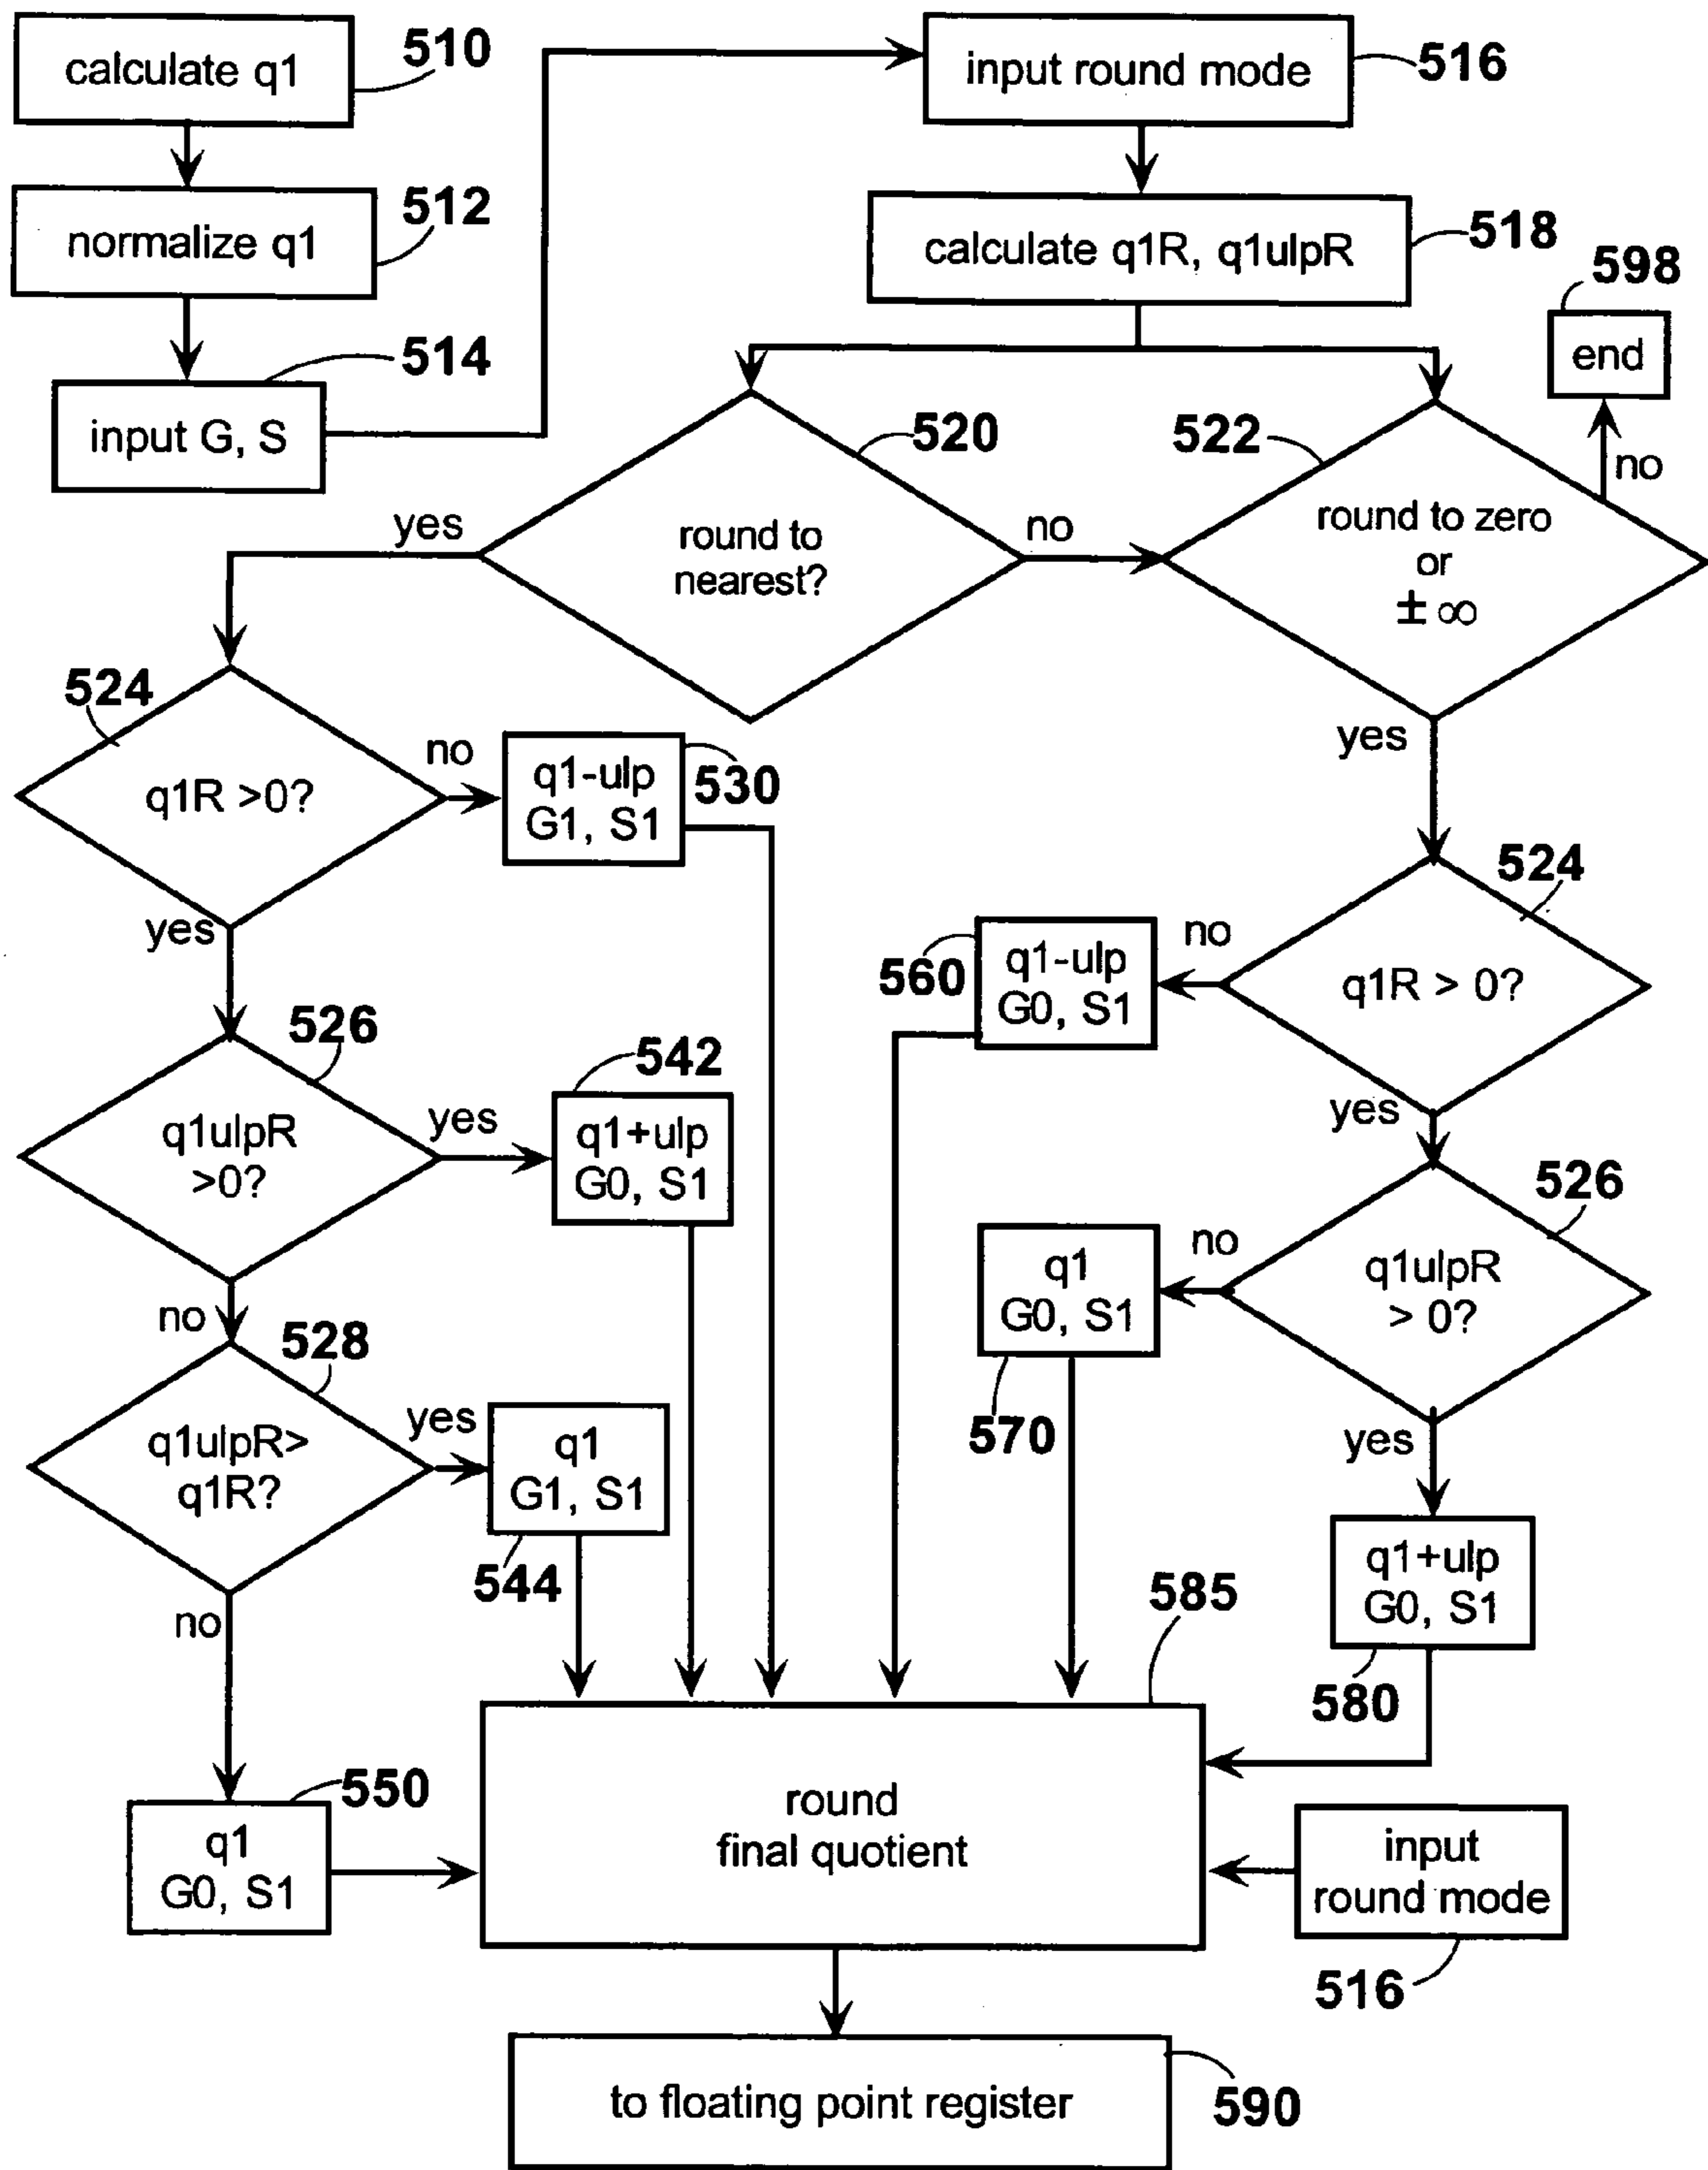 calculate q1
510
normalize q1
512
input G, S
514
input round mode
516
calculate q1R, q1ulpR
518
598
end
no
520
round to
nearest?
yes
no
522
round to zero
or
± ∞
yes
524
q1R >0?
no
q1-ulp
G1, S1
530
yes
526
q1ulpR
>0?
yes
542
q1+ulp
G0, S1
no
528
q1ulpR>
q1R?
yes
q1
G1, S1
544
no
550
q1
G0, S1
524
q1R > 0?
no
560
q1-ulp
G0, S1
yes
526
q1ulpR
> 0?
no
q1
G0, S1
570
yes
q1+ulp
G0, S1
580
585
round
final quotient
input
round mode
516
to floating point register
590